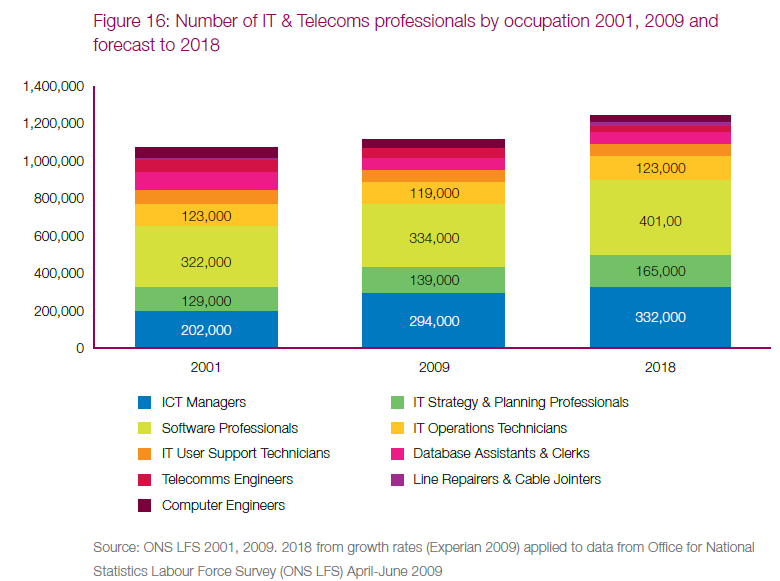 Figure 16: Number of IT & Telecoms professionals by occupation 2001, 2009 and
forecast to 2018
1,400,000
1,200,000
1,000,000
800,000
600,000
400,000
200,000
0
123,000
322,000
129,000
202,000
119,000
334,000
139,000
294,000
123,000
401,00
165,000
332,000
2001
2009
2018
ICT Managers
IT Strategy & Planning Professionals
Software Professionals
IT Operations Technicians
IT User Support Technicians
Database Assistants & Clerks
Telecomms Engineers
Line Repairers & Cable Jointers
Computer Engineers
Source: ONS LFS 2001, 2009. 2018 from growth rates (Experian 2009) applied to data from Office for National
Statistics Labour Force Survey (ONS LFS) April-June 2009